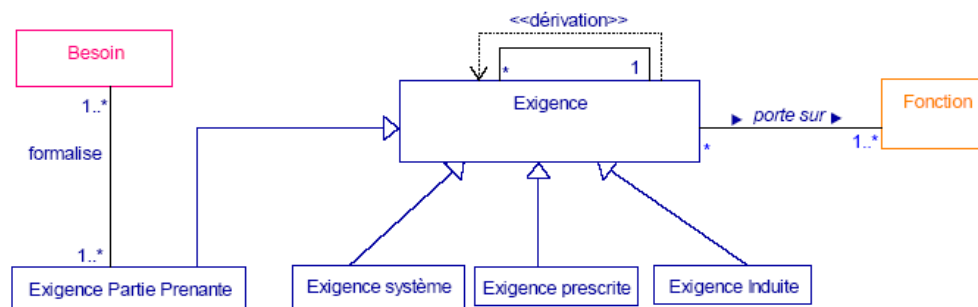 <<dérivation>>
Besoin
* 1
Exigence
Fonction
1..*
porte sur
formalise
* 1..*
1..*
Exigence Partie Prenante
Exigence système
Exigence prescrite
Exigence Induite